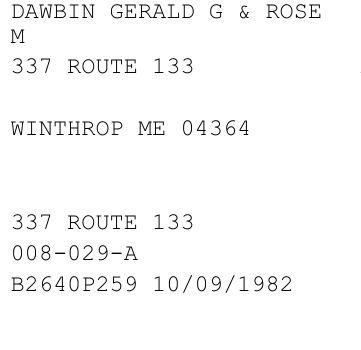 DAWBIN GERALD G & ROSE
M
337 ROUTE 133
WINTHROP ME 04364
337 ROUTE 133
008-029-A
B2640P259 10/09/1982